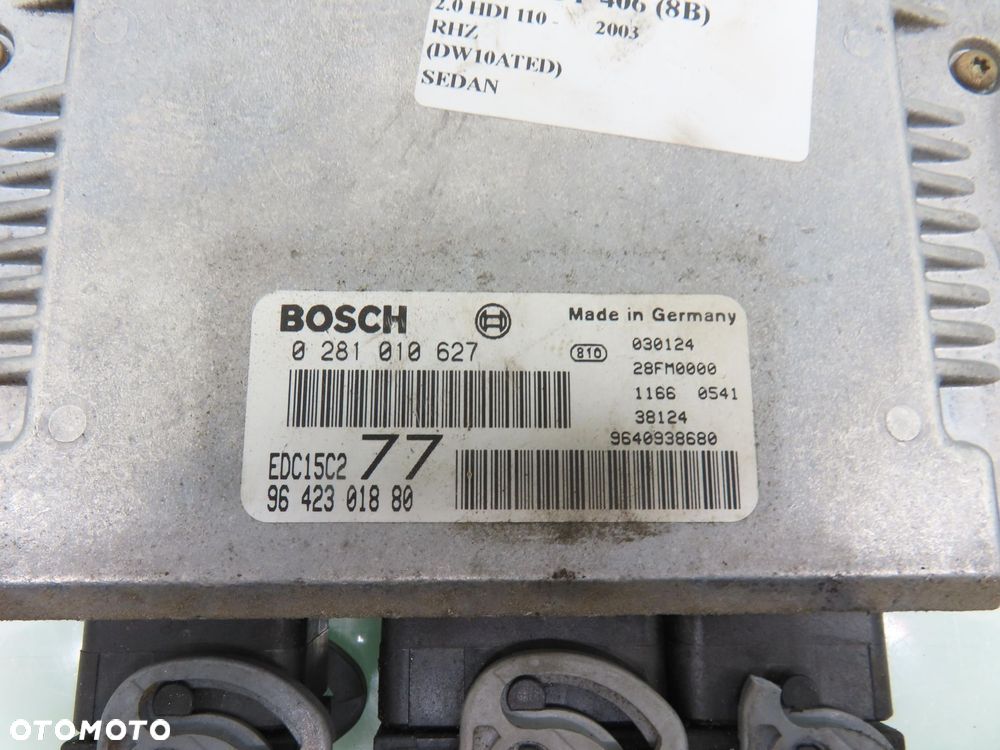 406 (8B)
2.0 HDI 110 - 2003
RHZ
(DW10ATED)
SEDAN
BOSCH
Made in Germany
0 281 010 627
810
030124
28FM0000
1166 0541
38124
9640938680
EDC15C2 77
96 423 018 80
OTOMOTO
OTOMOTO